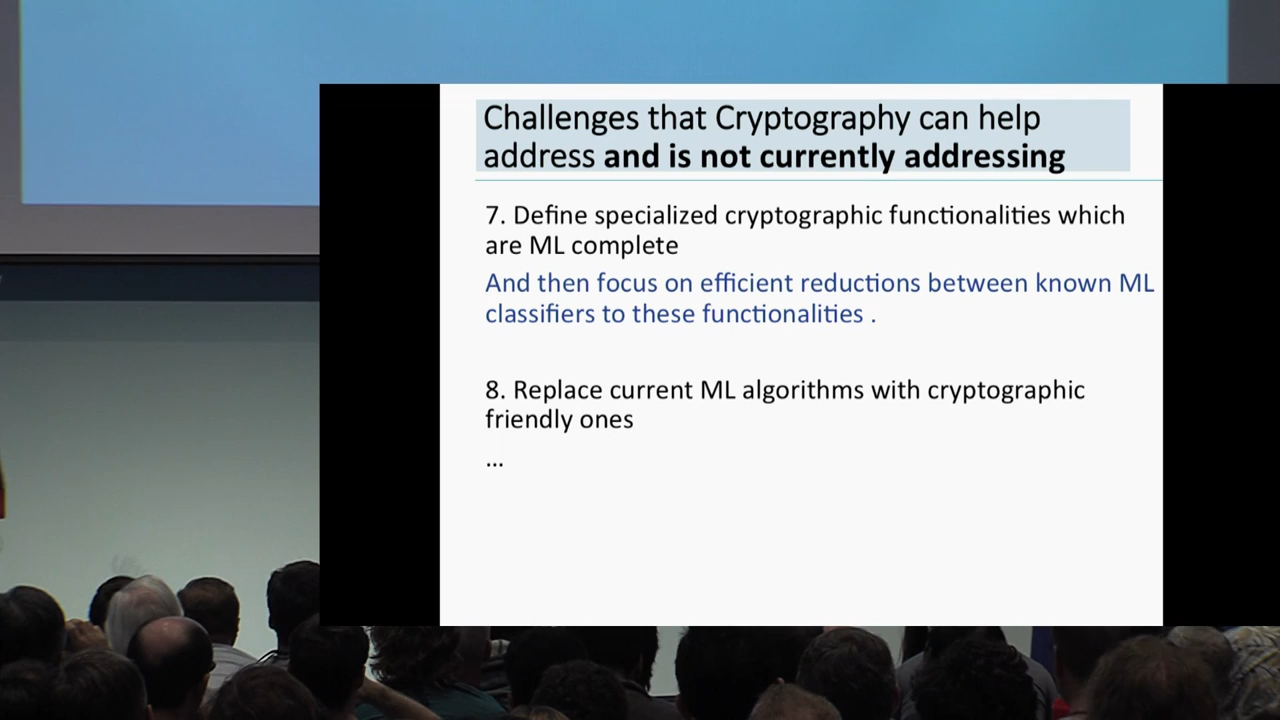 Challenges that Cryptography can help
address and is not currently addressing
7. Define specialized cryptographic functionalities which
are ML complete
And then focus on efficient reductions between known ML
classifiers to these functionalities .
8. Replace current ML algorithms with cryptographic
friendly ones
...